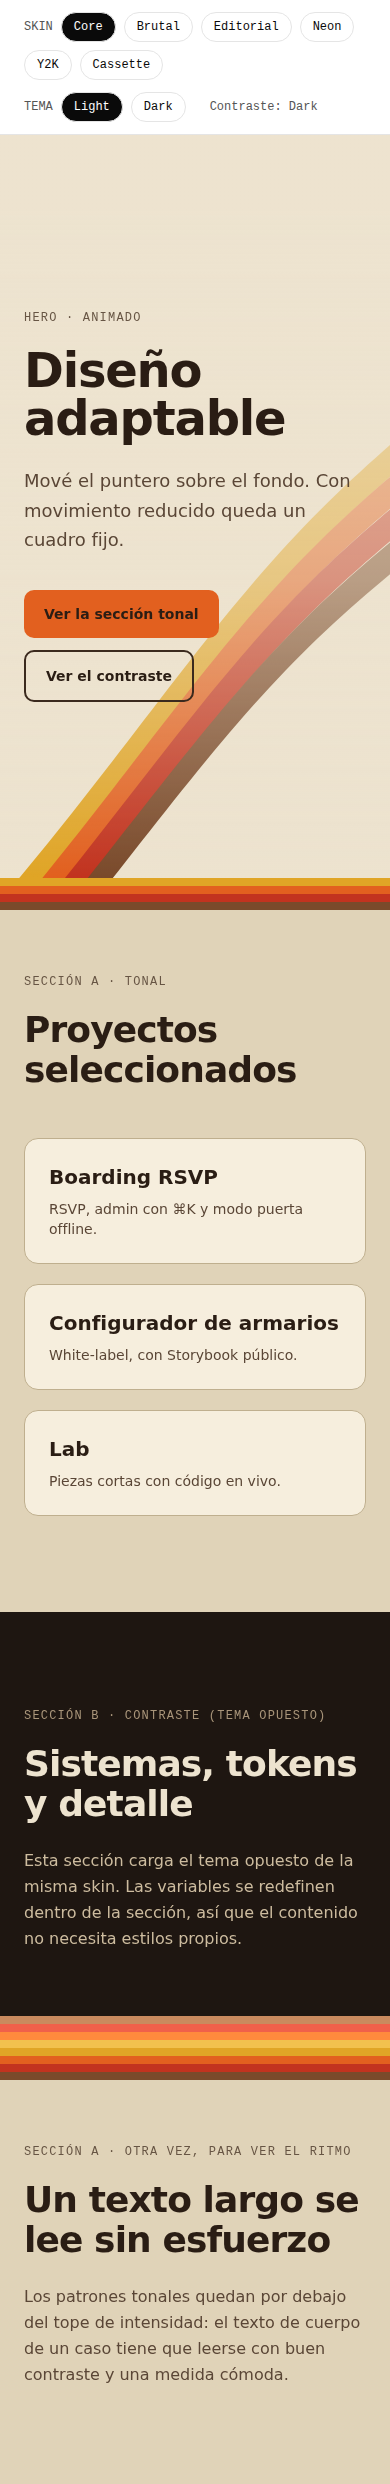 SKIN Core Brutal Editorial Neon
Y2K Cassette
TEMA Light Dark Contraste: Dark
HERO · ANIMADO
Diseño
adaptable
Mové el puntero sobre el fondo. Con
movimiento reducido queda un
cuadro fijo.
Ver la sección tonal
Ver el contraste
SECCIÓN A · TONAL
Proyectos
seleccionados
Boarding RSVP
RSVP, admin con ⌘K y modo puerta
offline.
Configurador de armarios
White-label, con Storybook público.
Lab
Piezas cortas con código en vivo.
SECCIÓN B · CONTRASTE (TEMA OPUESTO)
Sistemas, tokens
y detalle
Esta sección carga el tema opuesto de la
misma skin. Las variables se redefinen
dentro de la sección, así que el contenido
no necesita estilos propios.
SECCIÓN A · OTRA VEZ, PARA VER EL RITMO
Un texto largo se
lee sin esfuerzo
Los patrones tonales quedan por debajo
del tope de intensidad: el texto de cuerpo
de un caso tiene que leerse con buen
contraste y una medida cómoda.